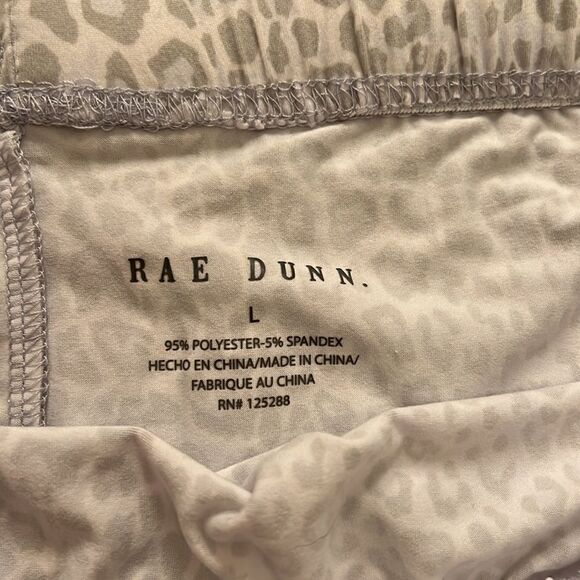 RAE DUNN.
L
95% POLYESTER-5% SPANDEX
HECHO EN CHINA/MADE IN CHINA/
FABRIQUE AU CHINA
RN# 125288